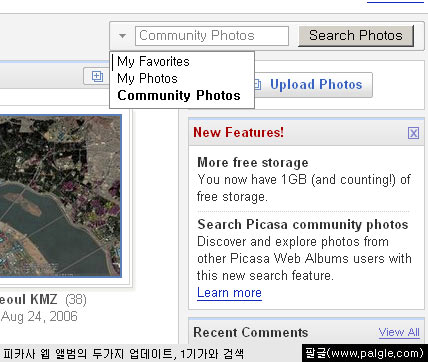 Community Photos
Search Photos
My Favorites
My Photos
Community Photos
Upload Photos
New Features!
More free storage
You now have 1GB (and counting!) of
free storage.
Search Picasa community photos
Discover and explore photos from
other Picasa Web Albums users with
this new search feature.
Learn more
eoul KMZ (38)
Aug 24, 2006
Recent Comments
View All
피카사 웹 앨범의 두가지 업데이트, 1기가와 검색
팔글(www.palgle.com)